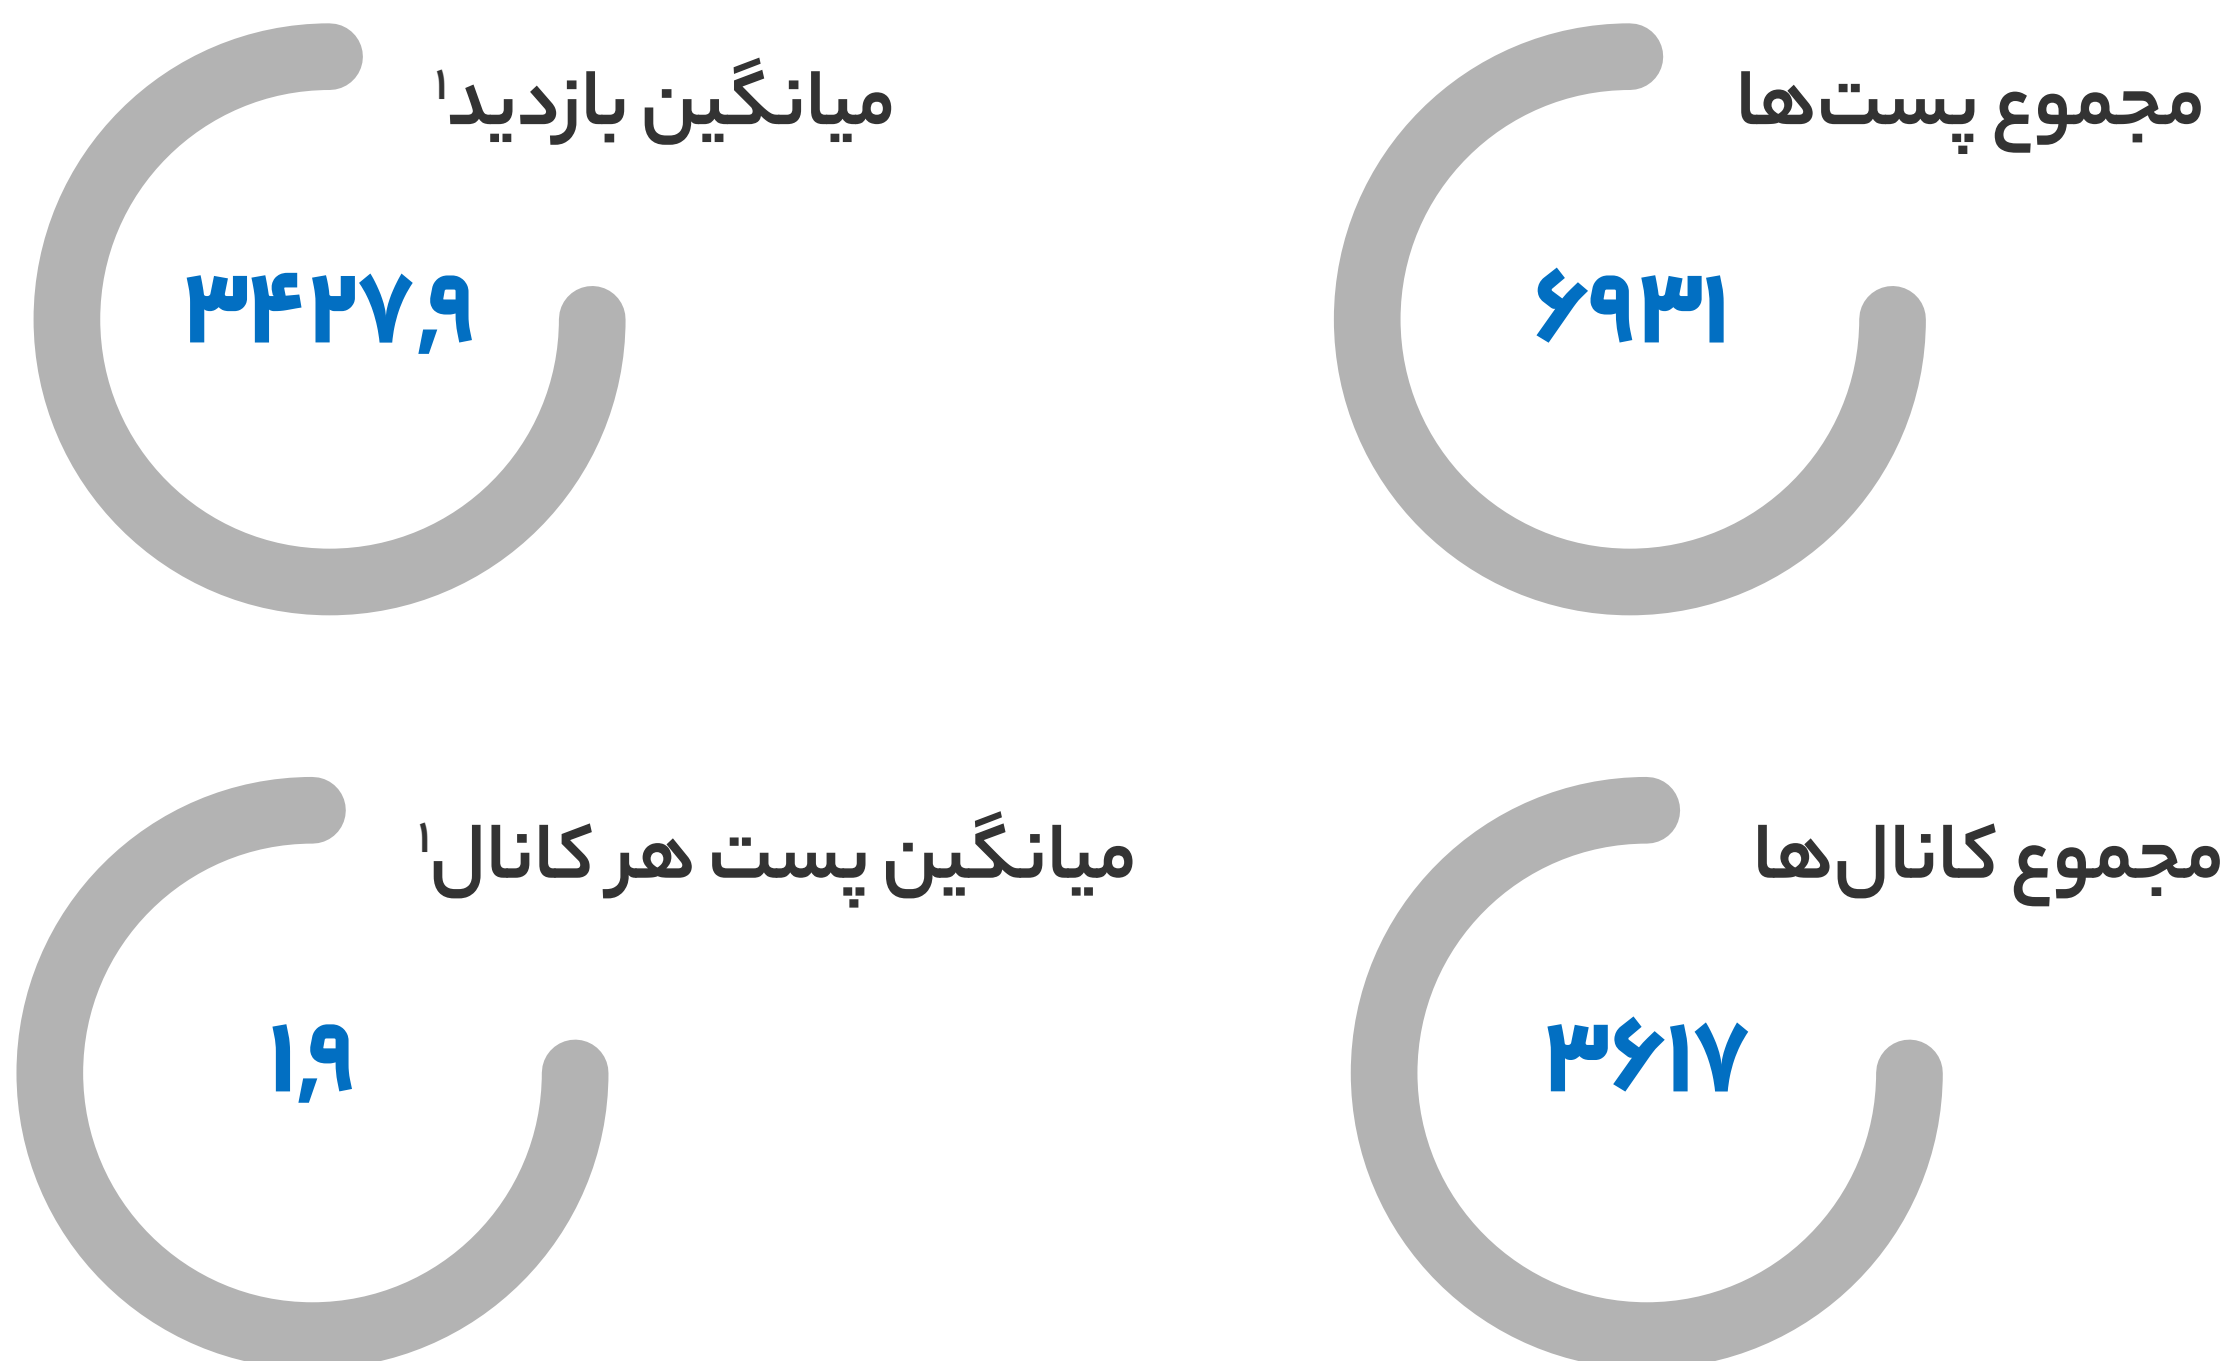 مجموع پست‌ها
۶۹۳۱
میانگین بازدید۱
۳۴۲۷٫۹
مجموع کانال‌ها
۳۶۱۷
میانگین پست هر کانال۱
۱٫۹